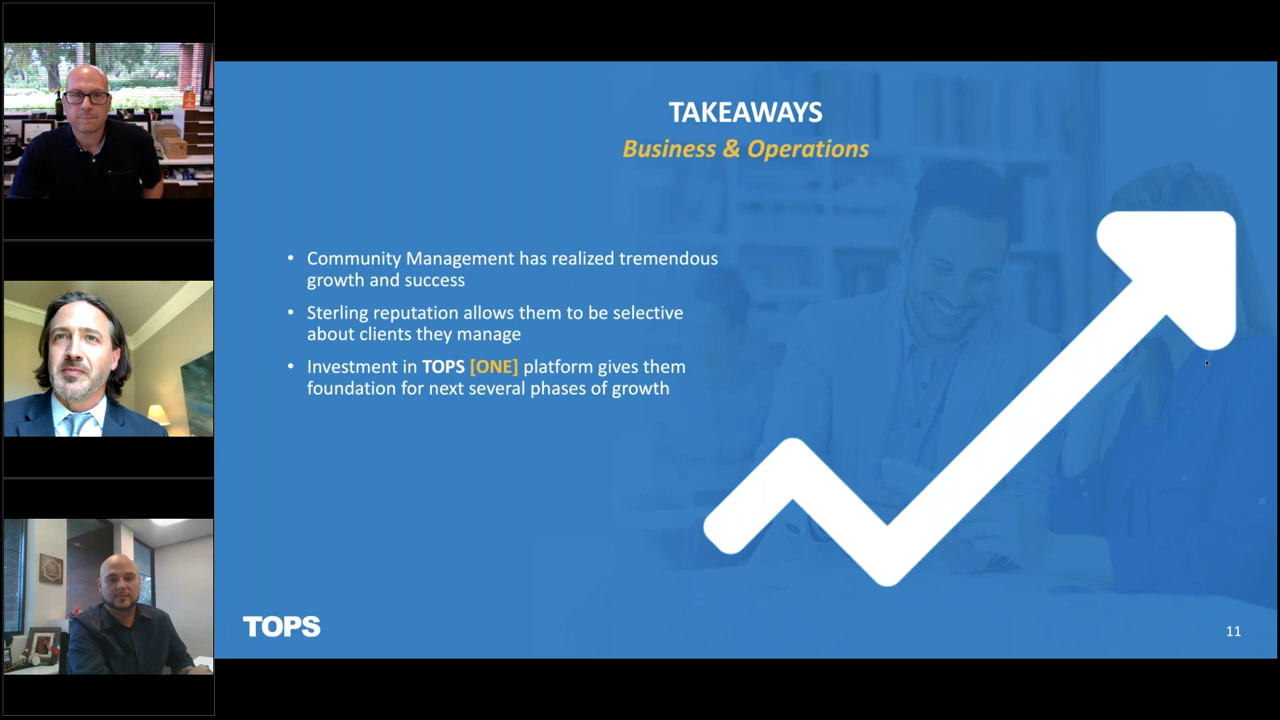 TAKEAWAYS
Business & Operations
• Community Management has realized tremendous
growth and success
• Sterling reputation allows them to be selective
about clients they manage
• Investment in TOPS [ONE] platform gives them
foundation for next several phases of growth
TOPS
11